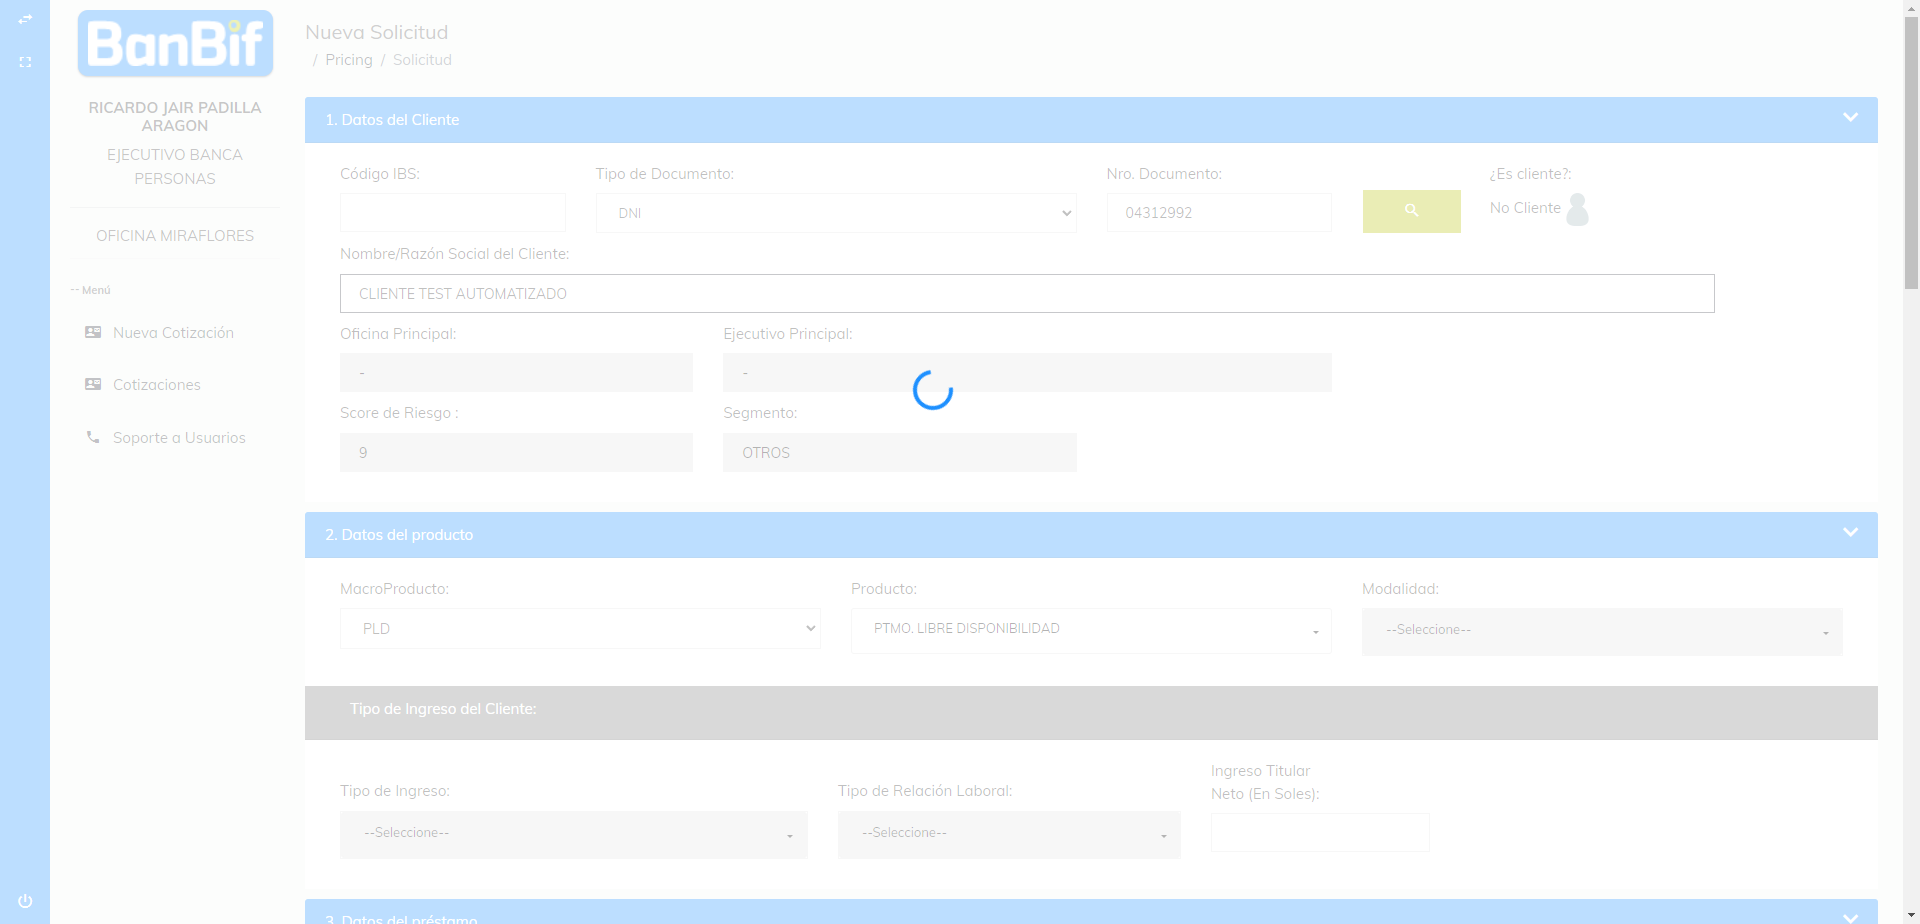 BanBif
RICARDO JAIR PADILLA
ARAGON
EJECUTIVO BANCA
PERSONAS
OFICINA MIRAFLORES
-- Menú
Nueva Cotización
Cotizaciones
Soporte a Usuarios
Nueva Solicitud
/ Pricing / Solicitud
1. Datos del Cliente
Código IBS:
Tipo de Documento:
Nro. Documento:
¿Es cliente?:
DNI
04312992
No Cliente
Nombre/Razón Social del Cliente:
CLIENTE TEST AUTOMATIZADO
Oficina Principal:
Ejecutivo Principal:
-
-
Score de Riesgo :
Segmento:
9
OTROS
2. Datos del producto
MacroProducto:
Producto:
Modalidad:
PLD
PTMO. LIBRE DISPONIBILIDAD
--Seleccione--
Tipo de Ingreso del Cliente:
Tipo de Ingreso:
Tipo de Relación Laboral:
Ingreso Titular
Neto (En Soles):
--Seleccione--
--Seleccione--
3. Datos del préstamo